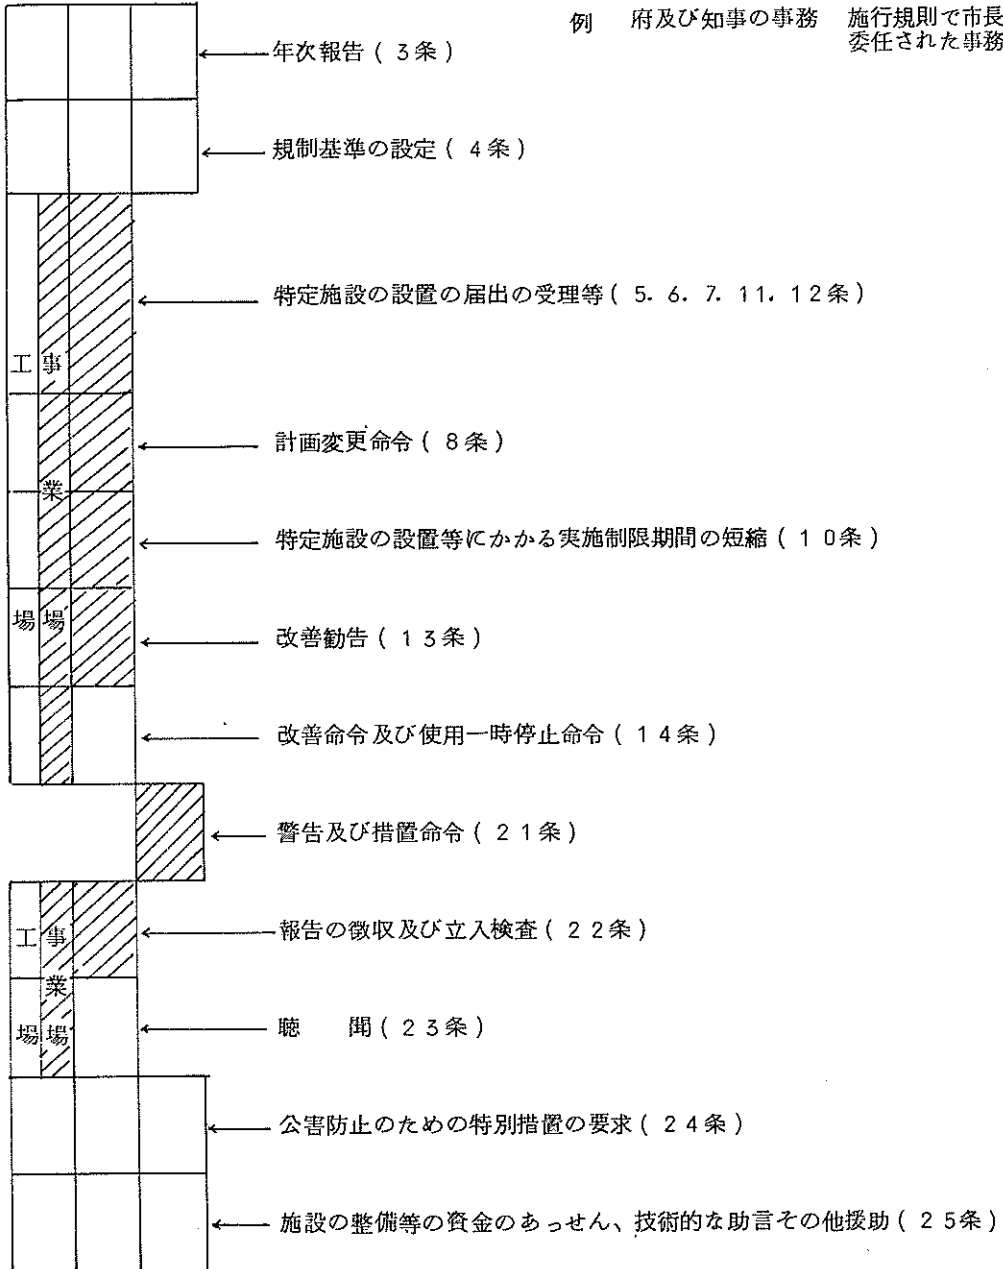 例　府及び知事の事務　施行規則で市長
委任された事務
年次報告（３条）
規制基準の設定（４条）
特定施設の設置の届出の受理等（５．６．７．１１．１２条）
工　事　業　場　場
計画変更命令（８条）
特定施設の設置等にかかる実施制限期間の短縮（１０条）
改善勧告（１３条）
改善命令及び使用一時停止命令（１４条）
警告及び措置命令（２１条）
報告の徴収及び立入検査（２２条）
工　事　業　場　場
聴　聞（２３条）
公害防止のための特別措置の要求（２４条）
施設の整備等の資金のあっせん、技術的な助言その他援助（２５条）